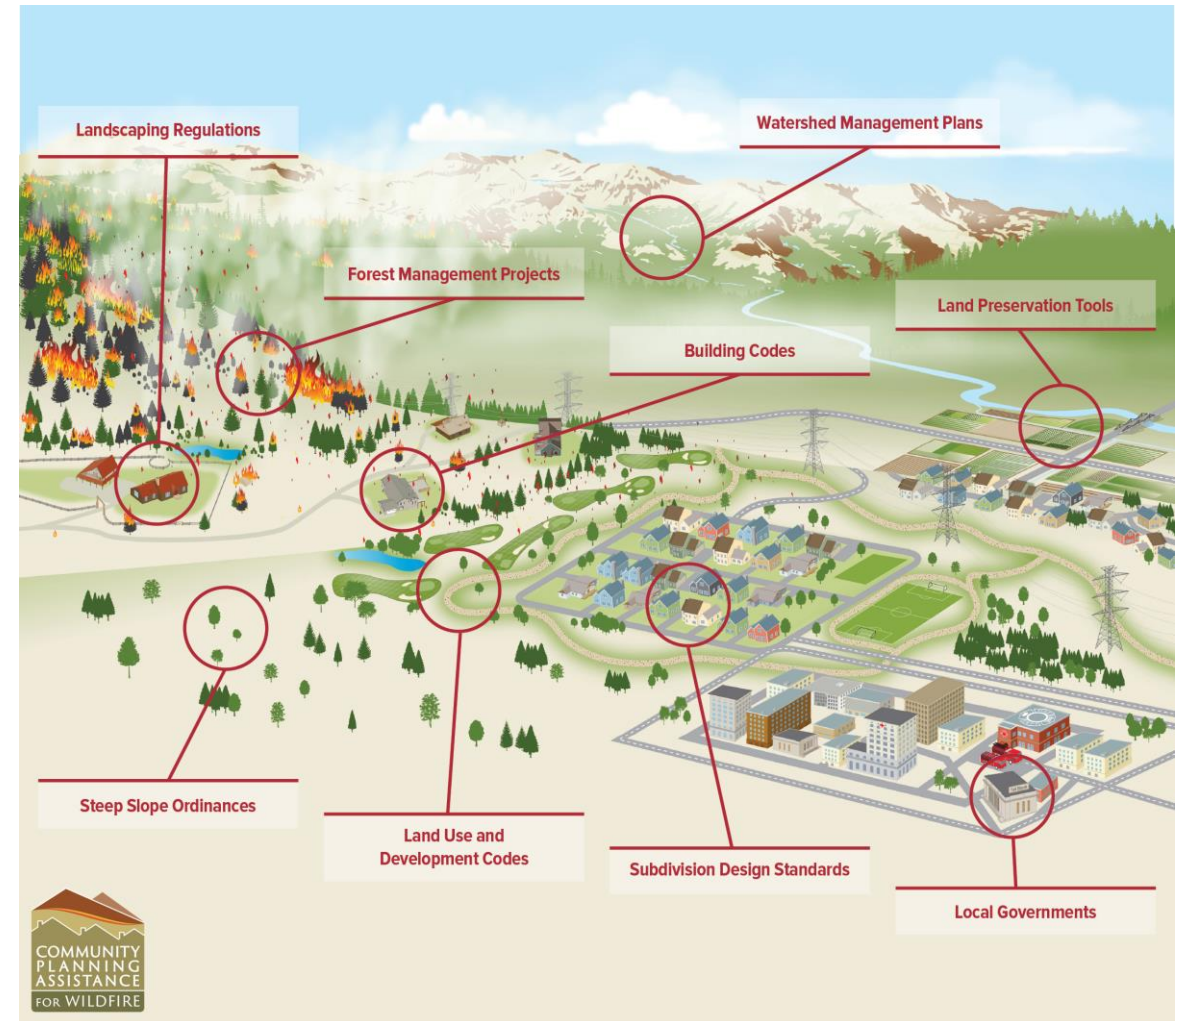 Landscaping Regulations
Watershed Management Plans
Forest Management Projects
Land Preservation Tools
Building Codes
Steep Slope Ordinances
Land Use and
Development Codes
Subdivision Design Standards
Local Governments
COMMUNITY
PLANNING
ASSISTANCE
FOR WILDFIRE